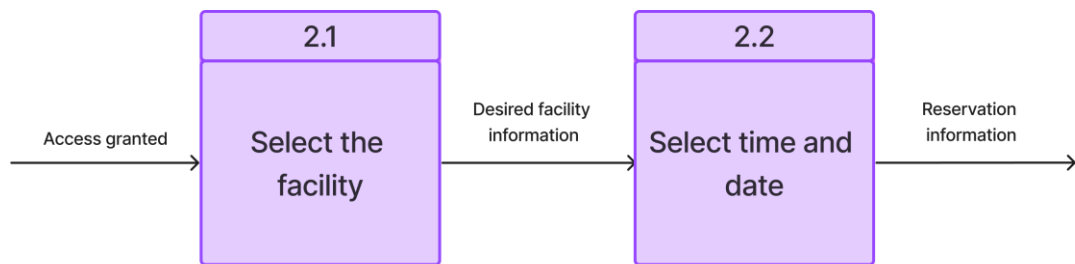 2.1
2.2
Access granted
Select the
facility
Desired facility
information
Select time and
date
Reservation
information